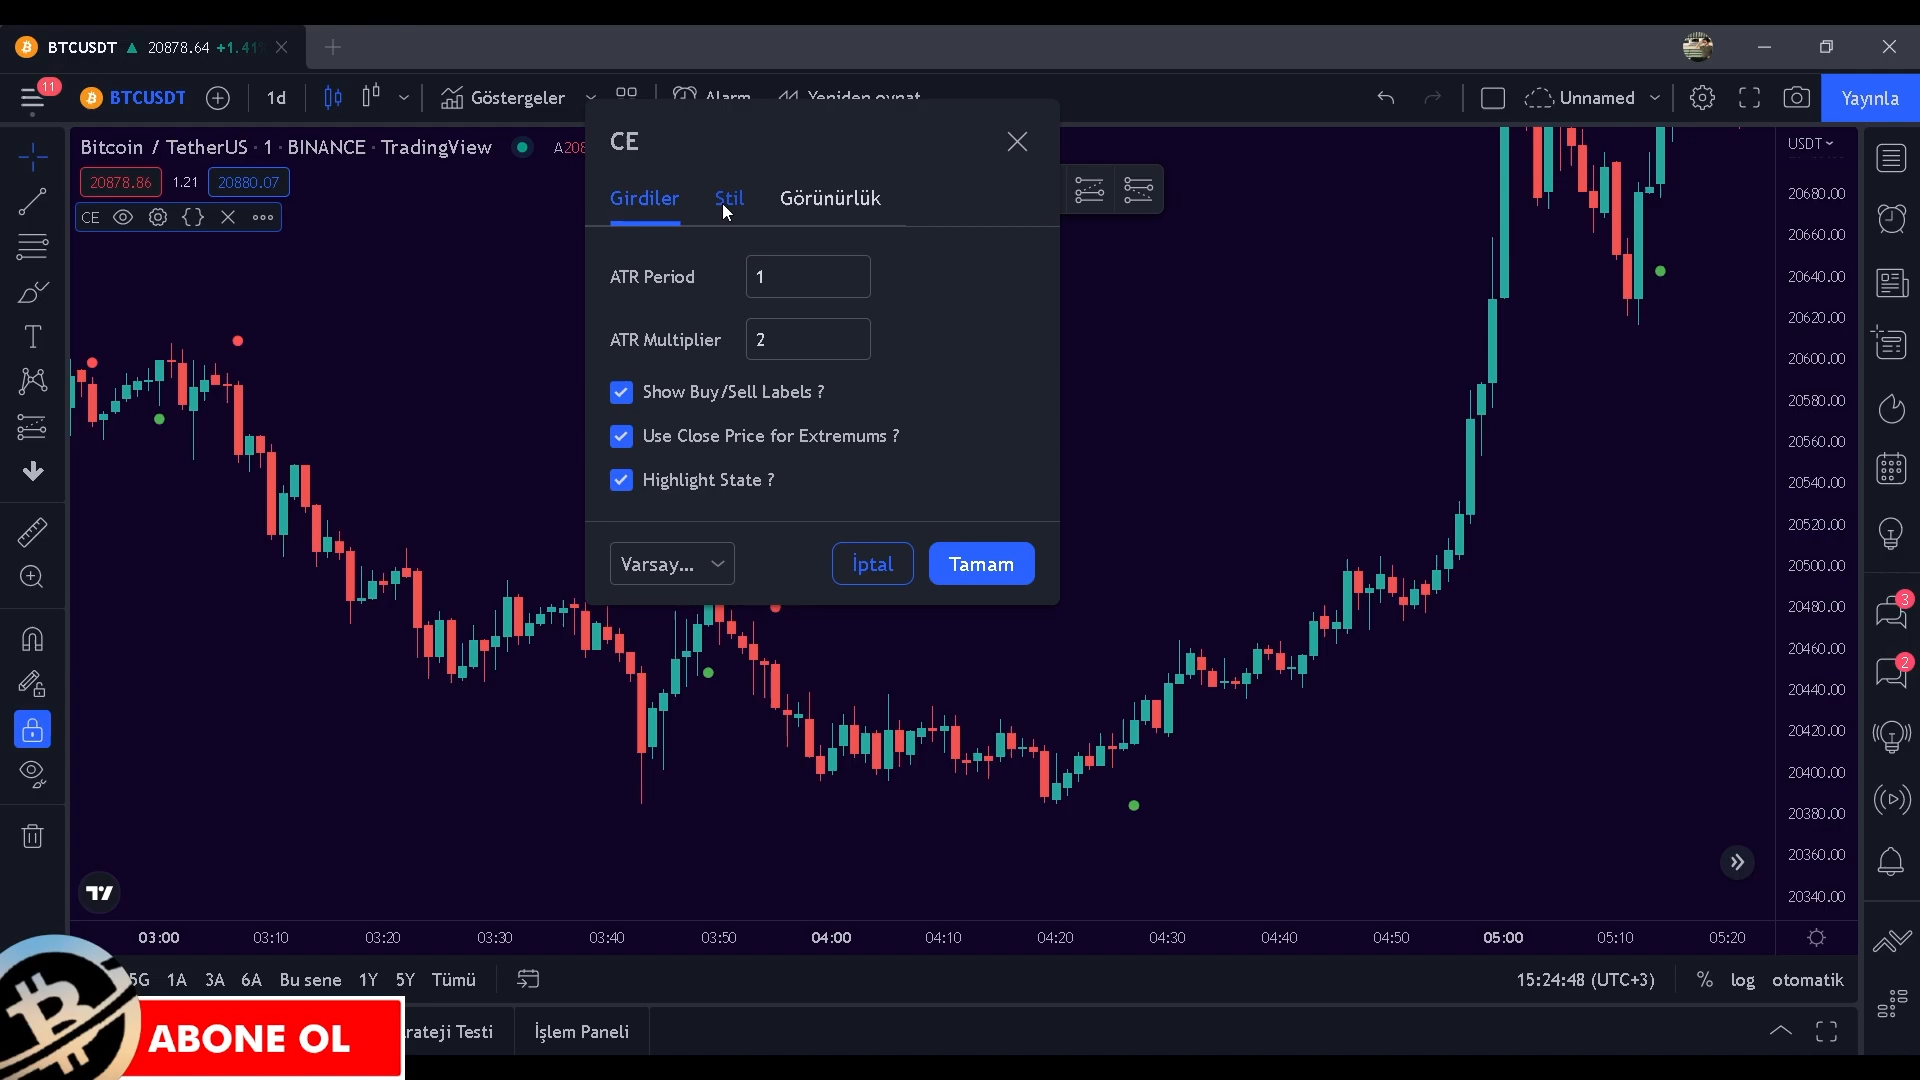 BTCUSDT ▲ 20878.64 +1.41
11
BTCUSDT 1d Göstergeler Alarm Yeniden oynat Unnamed Yayınla
Bitcoin / TetherUS · 1 · BINANCE · TradingView A208
20878.86 1.21 20880.07
CE
CE
Girdiler Stil Görünürlük
ATR Period 1
ATR Multiplier 2
Show Buy/Sell Labels ?
Use Close Price for Extremums ?
Highlight State ?
Varsay... İptal Tamam
USDT
20680.00
20660.00
20640.00
20620.00
20600.00
20580.00
20560.00
20540.00
20520.00
20500.00
20480.00
20460.00
20440.00
20420.00
20400.00
20380.00
20360.00
20340.00
3
2
03:00 03:10 03:20 03:30 03:40 03:50 04:00 04:10 04:20 04:30 04:40 04:50 05:00 05:10 05:20
5G 1A 3A 6A Bu sene 1Y 5Y Tümü 15:24:48 (UTC+3) % log otomatik
rateji Testi İşlem Paneli
ABONE OL